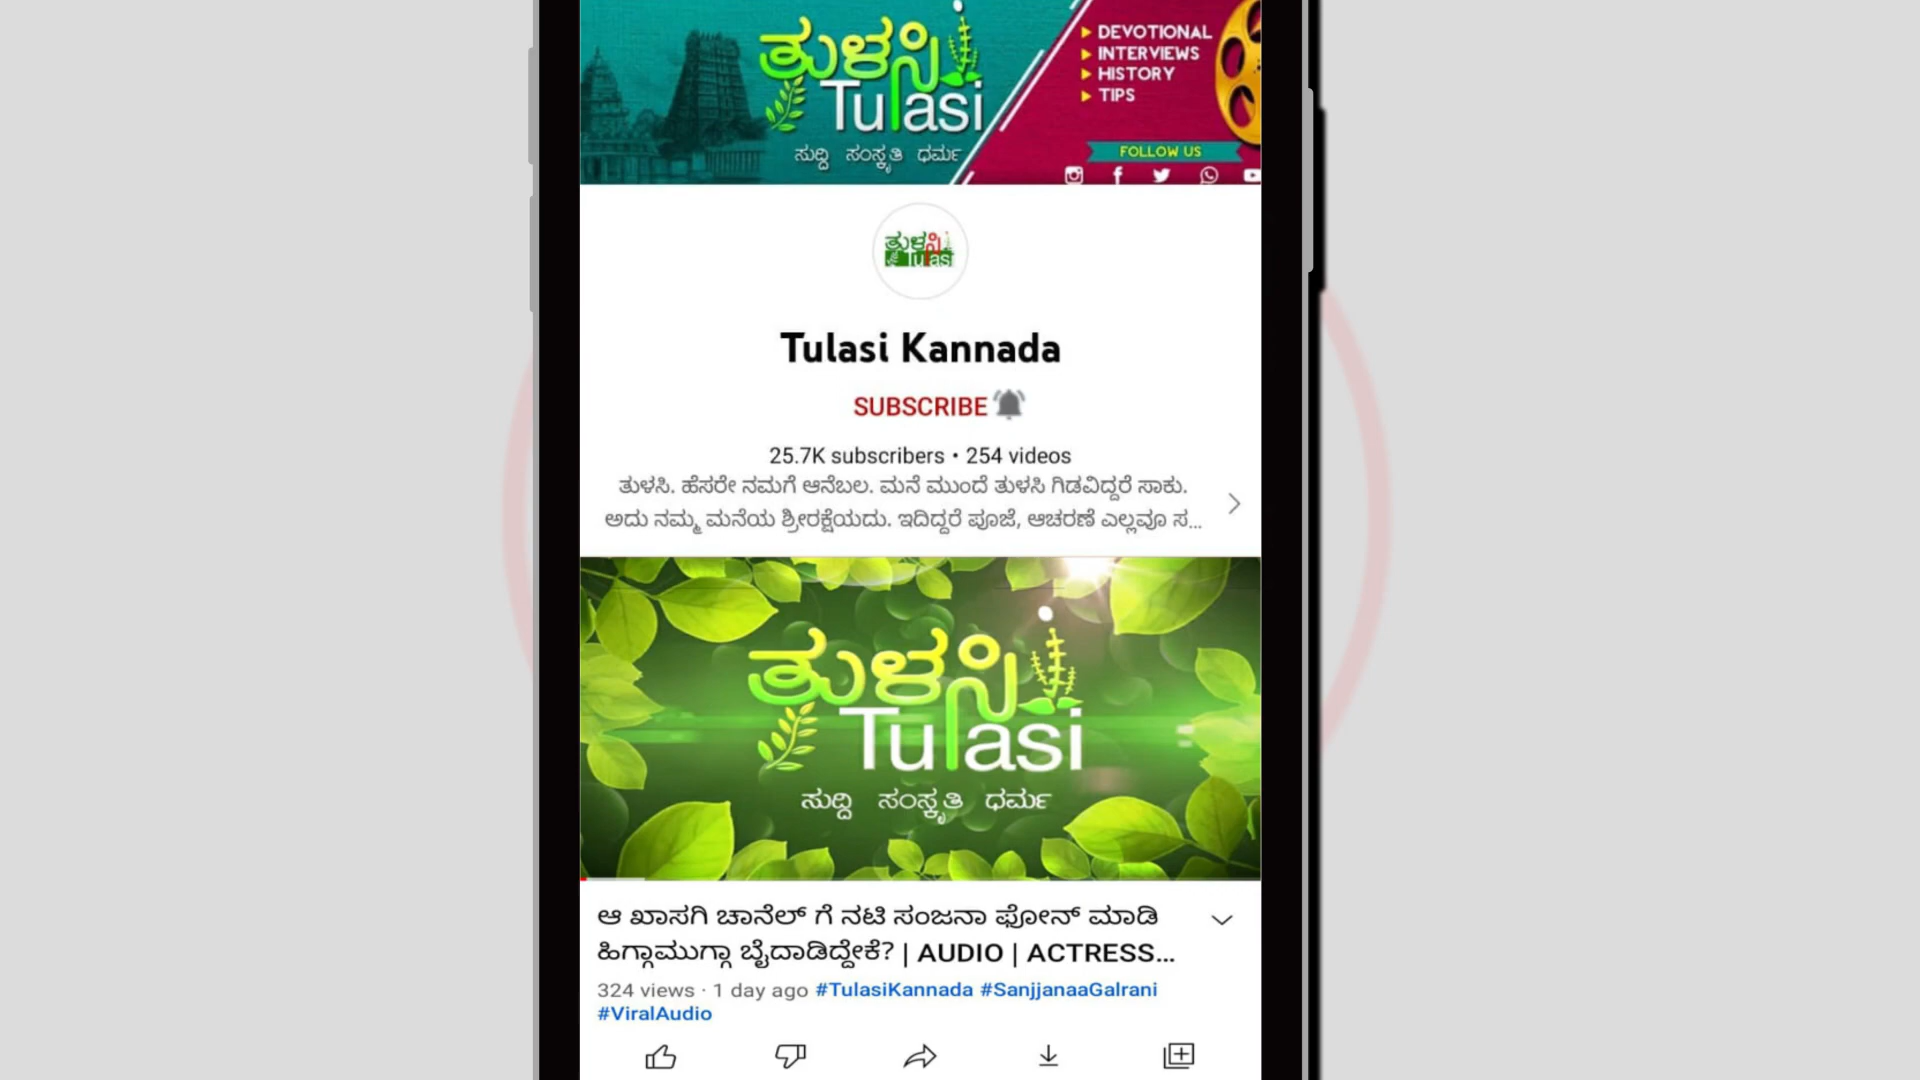 ತುಳಸಿ
Tulasi
ಸುದ್ದಿ ಸಂಸ್ಕೃತಿ ಧರ್ಮ
DEVOTIONAL
INTERVIEWS
HISTORY
TIPS
FOLLOW US
ತುಳಸಿ
Tulasi
Tulasi Kannada
SUBSCRIBE
25.7K subscribers • 254 videos
ತುಳಸಿ. ಹೆಸರೇ ನಮಗೆ ಆನೆಬಲ. ಮನೆ ಮುಂದೆ ತುಳಸಿ ಗಿಡವಿದ್ದರೆ ಸಾಕು.
ಅದು ನಮ್ಮ ಮನೆಯ ಶ್ರೀರಕ್ಷೆಯದು. ಇದಿದ್ದರೆ ಪೂಜೆ, ಆಚರಣೆ ಎಲ್ಲವೂ ಸ...
ತುಳಸಿ
Tulasi
ಸುದ್ದಿ ಸಂಸ್ಕೃತಿ ಧರ್ಮ
ಆ ಖಾಸಗಿ ಚಾನೆಲ್ ಗೆ ನಟಿ ಸಂಜನಾ ಫೋನ್ ಮಾಡಿ
ಹಿಗ್ಗಾಮುಗ್ಗಾ ಬೈದಾಡಿದ್ದೇಕೆ? | AUDIO | ACTRESS...
324 views · 1 day ago #TulasiKannada #SanjjanaaGalrani
#ViralAudio